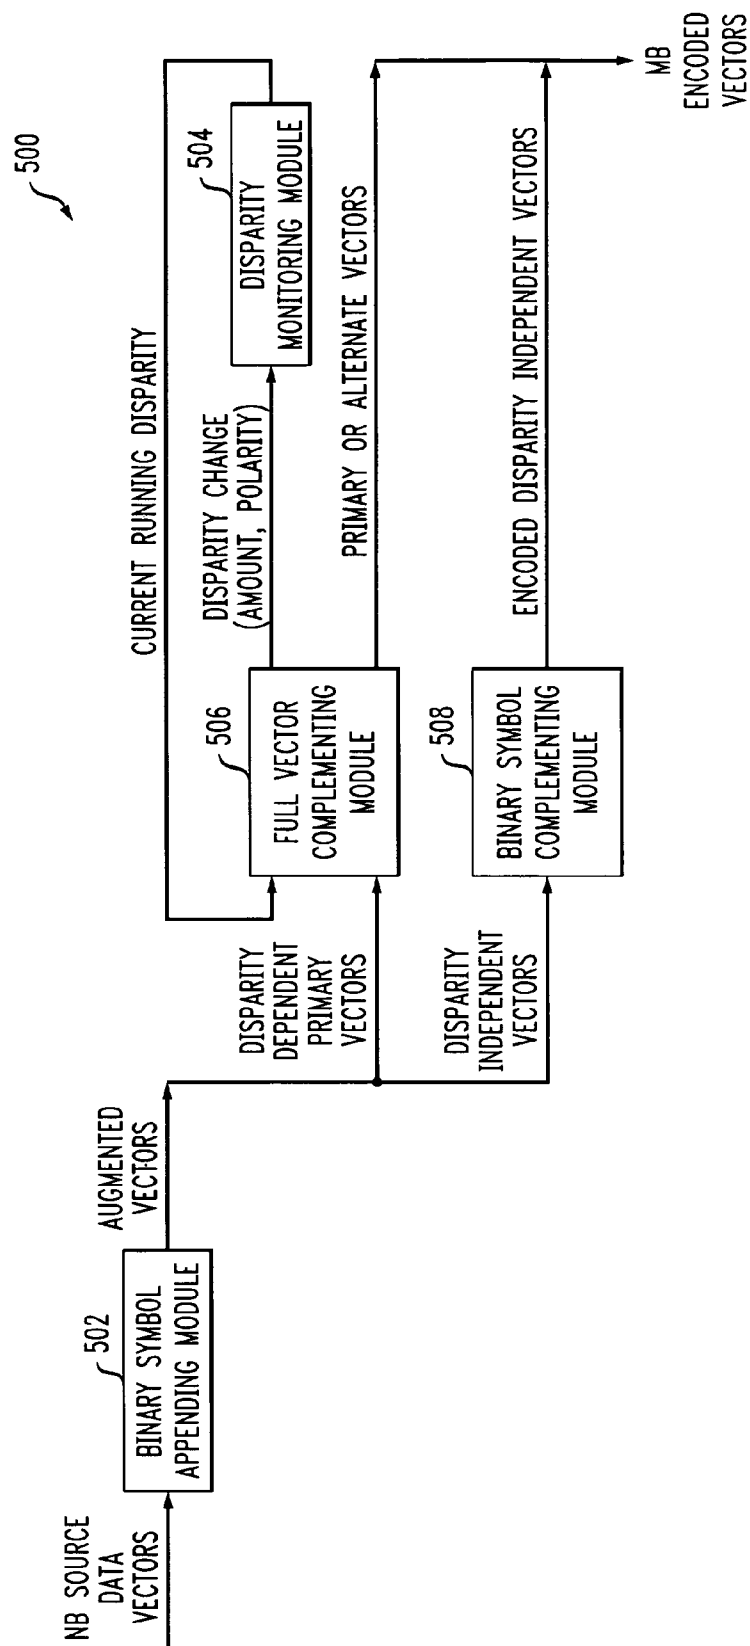 500
NB SOURCE
DATA
VECTORS
502
BINARY SYMBOL
APPENDING MODULE
AUGMENTED
VECTORS
DISPARITY
DEPENDENT
PRIMARY
VECTORS
DISPARITY
INDEPENDENT
VECTORS
CURRENT RUNNING DISPARITY
506
FULL VECTOR
COMPLEMENTING
MODULE
508
BINARY SYMBOL
COMPLEMENTING
MODULE
DISPARITY CHANGE
(AMOUNT, POLARITY)
504
DISPARITY
MONITORING MODULE
PRIMARY OR ALTERNATE VECTORS
ENCODED DISPARITY INDEPENDENT VECTORS
MB
ENCODED
VECTORS